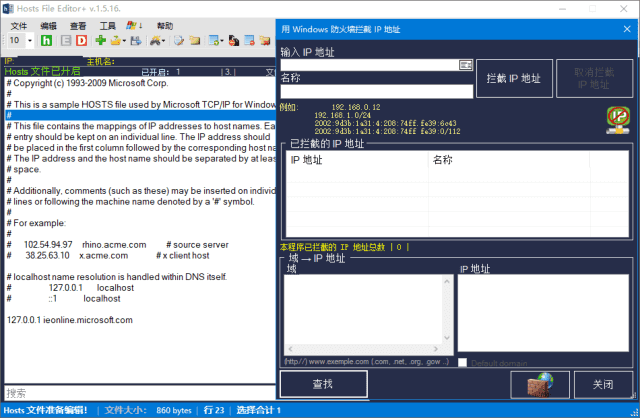 Hosts File Editor+ v.1.5.16.
文件 编辑 查看 工具 帮助
10
IP: 主机名:
Hosts 文件已开启 已开启: 1 | 3 | 文
# Copyright (c) 1993-2009 Microsoft Corp.
#
# This is a sample HOSTS file used by Microsoft TCP/IP for Window
#
# This file contains the mappings of IP addresses to host names. Ea
# entry should be kept on an individual line. The IP address should
# be placed in the first column followed by the corresponding host na
# The IP address and the host name should be separated by at leas
# space.
#
# Additionally, comments (such as these) may be inserted on individ
# lines or following the machine name denoted by a '#' symbol.
#
# For example:
#
# 102.54.94.97 rhino.acme.com # source server
# 38.25.63.10 x.acme.com # x client host
# localhost name resolution is handled within DNS itself.
# 127.0.0.1 localhost
# ::1 localhost
127.0.0.1 ieonline.microsoft.com
搜索
Hosts 文件准备编辑! | 文件大小: 860 bytes | 行 23 | 选择合计 1
用 Windows 防火墙拦截 IP 地址
输入 IP 地址
名称
拦截 IP 地址
取消拦截
IP 地址
例如: 192.168.0.12
192.168.1.0/24
2002:9d3b:1a31:4:208:74ff:fe39:6c43
2002:9d3b:1a31:4:208:74ff:fe39:0/112
已拦截的 IP 地址
IP 地址 名称
本程序已拦截的 IP 地址总数 | 0 |
域 → IP 地址
域 IP 地址
(http//) www.exemple.com (.com, .net, .org, .gow ...)
Default domain
查找
关闭